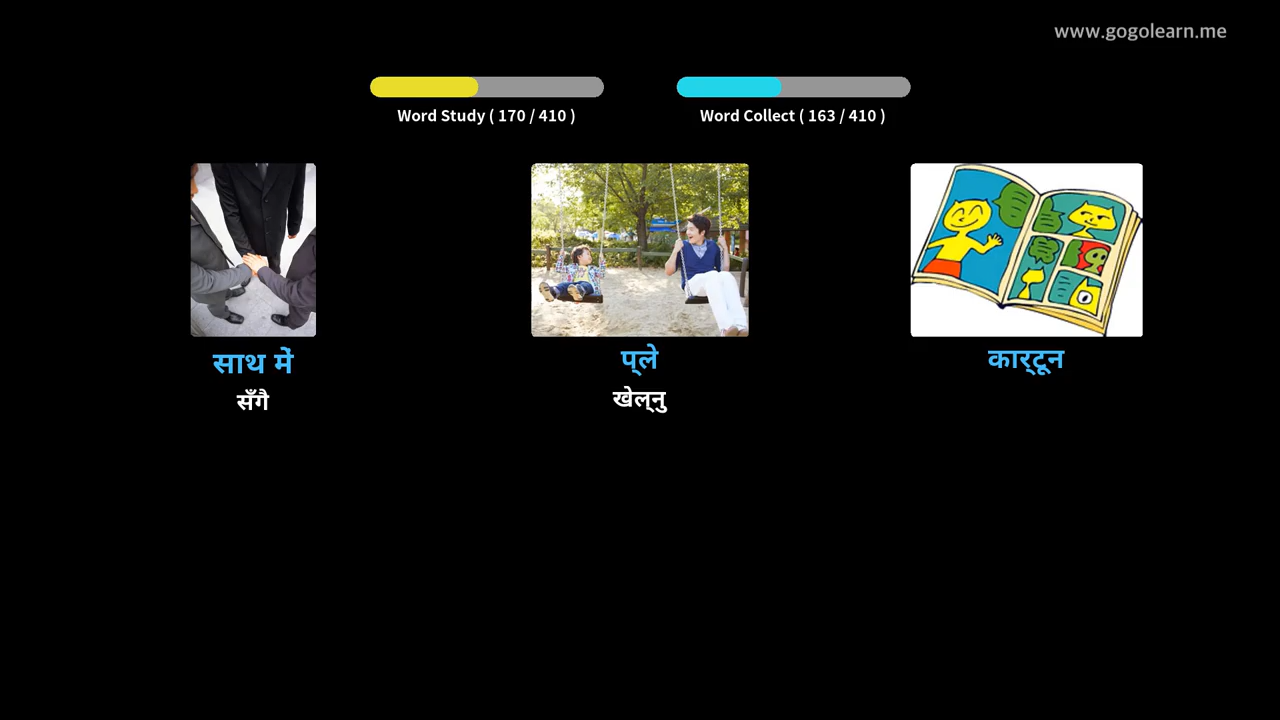 www.gogolearn.me
Word Study ( 170 / 410 )
Word Collect ( 163 / 410 )
साथ में
सँगै
प्‌ले
खेल्‌नु
कार्‌टून